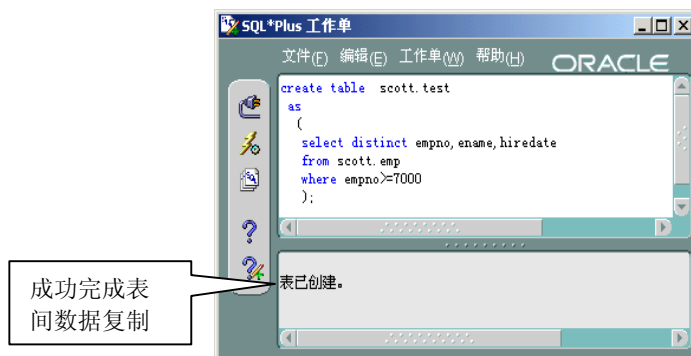 SQL*Plus 工作单
文件(F) 编辑(E) 工作单(W) 帮助(H) ORACLE
create table  scott.test
as
(
select distinct empno,ename,hiredate
from scott.emp
where empno>=7000
);
表已创建。
成功完成表
间数据复制